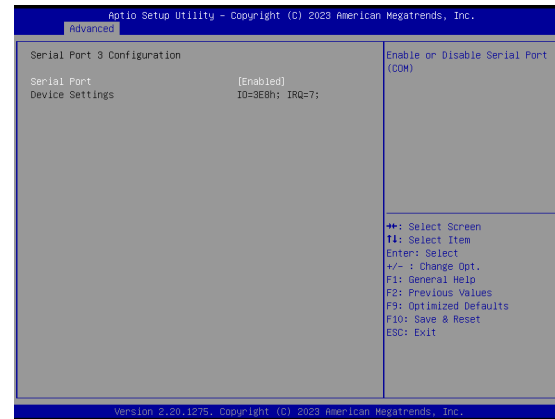 Aptio Setup Utility – Copyright (C) 2023 American Megatrends, Inc.
Advanced
Serial Port 3 Configuration
Serial Port [Enabled]
Device Settings IO=3E8h; IRQ=7;
Enable or Disable Serial Port
(COM)
→←: Select Screen
↑↓: Select Item
Enter: Select
+/- : Change Opt.
F1: General Help
F2: Previous Values
F9: Optimized Defaults
F10: Save & Reset
ESC: Exit
Version 2.20.1275. Copyright (C) 2023 American Megatrends, Inc.